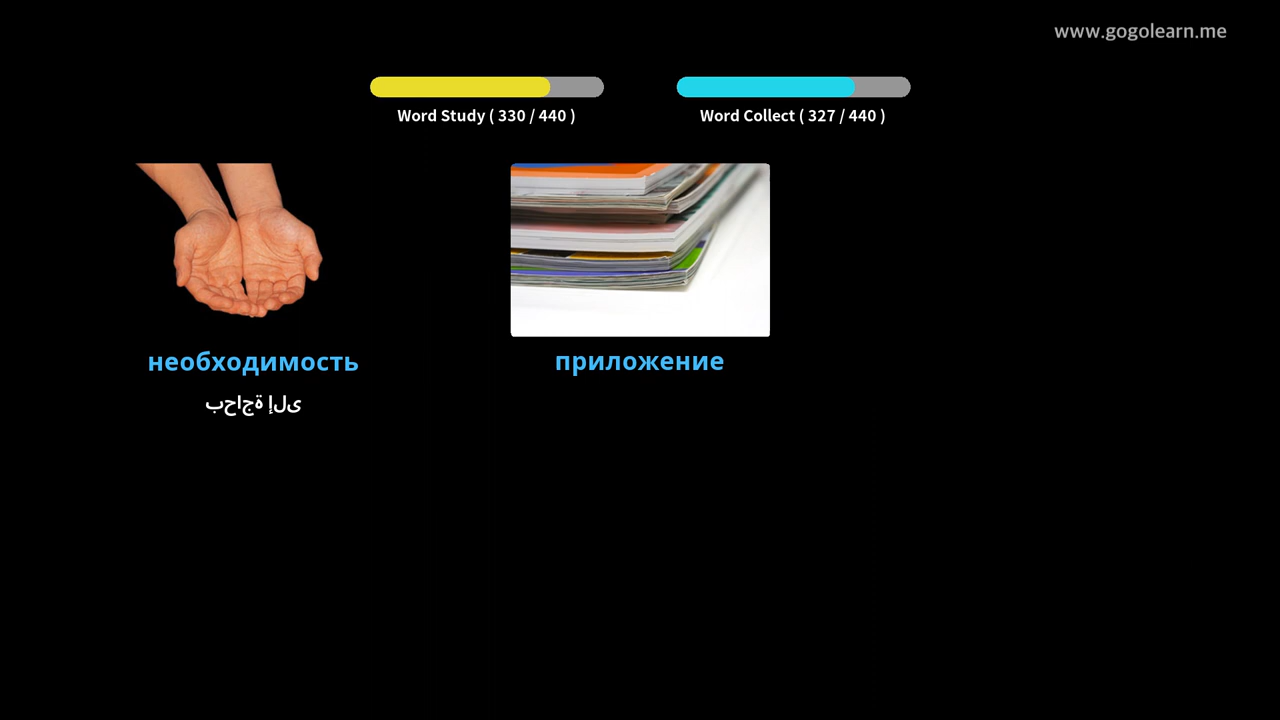 www.gogolearn.me
Word Study ( 330 / 440 )
Word Collect ( 327 / 440 )
необходимость
приложение
بحاجة إلى